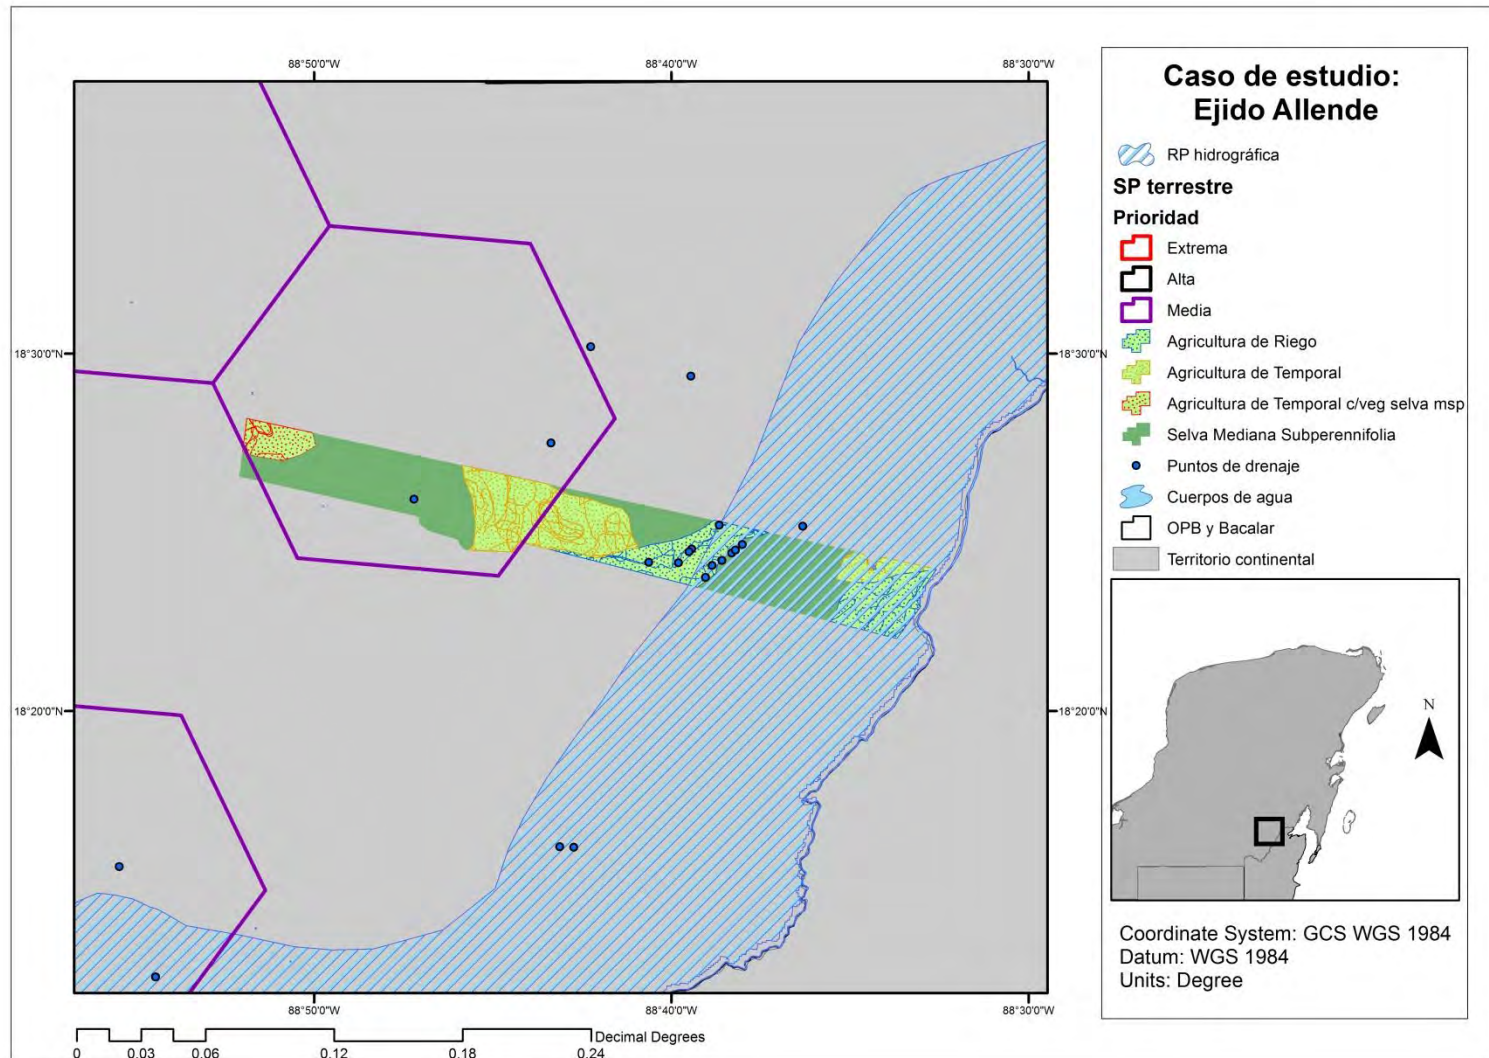 88°50'0"W
88°40'0"W
88°30'0"W
18°30'0"N
18°30'0"N
18°20'0"N
18°20'0"N
88°50'0"W
88°40'0"W
88°30'0"W
0
0.03
0.06
0.12
0.18
0.24
Decimal Degrees
Caso de estudio:
Ejido Allende
RP hidrográfica
SP terrestre
Prioridad
Extrema
Alta
Media
Agricultura de Riego
Agricultura de Temporal
Agricultura de Temporal c/veg selva msp
Selva Mediana Subperennifolia
Puntos de drenaje
Cuerpos de agua
OPB y Bacalar
Territorio continental
N
Coordinate System: GCS WGS 1984
Datum: WGS 1984
Units: Degree